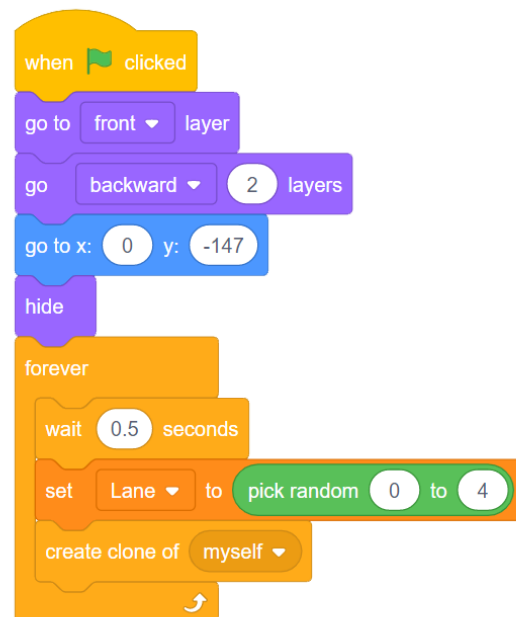 when clicked
go to front layer
go backward 2 layers
go to x: 0 y: -147
hide
forever
wait 0.5 seconds
set Lane to pick random 0 to 4
create clone of myself